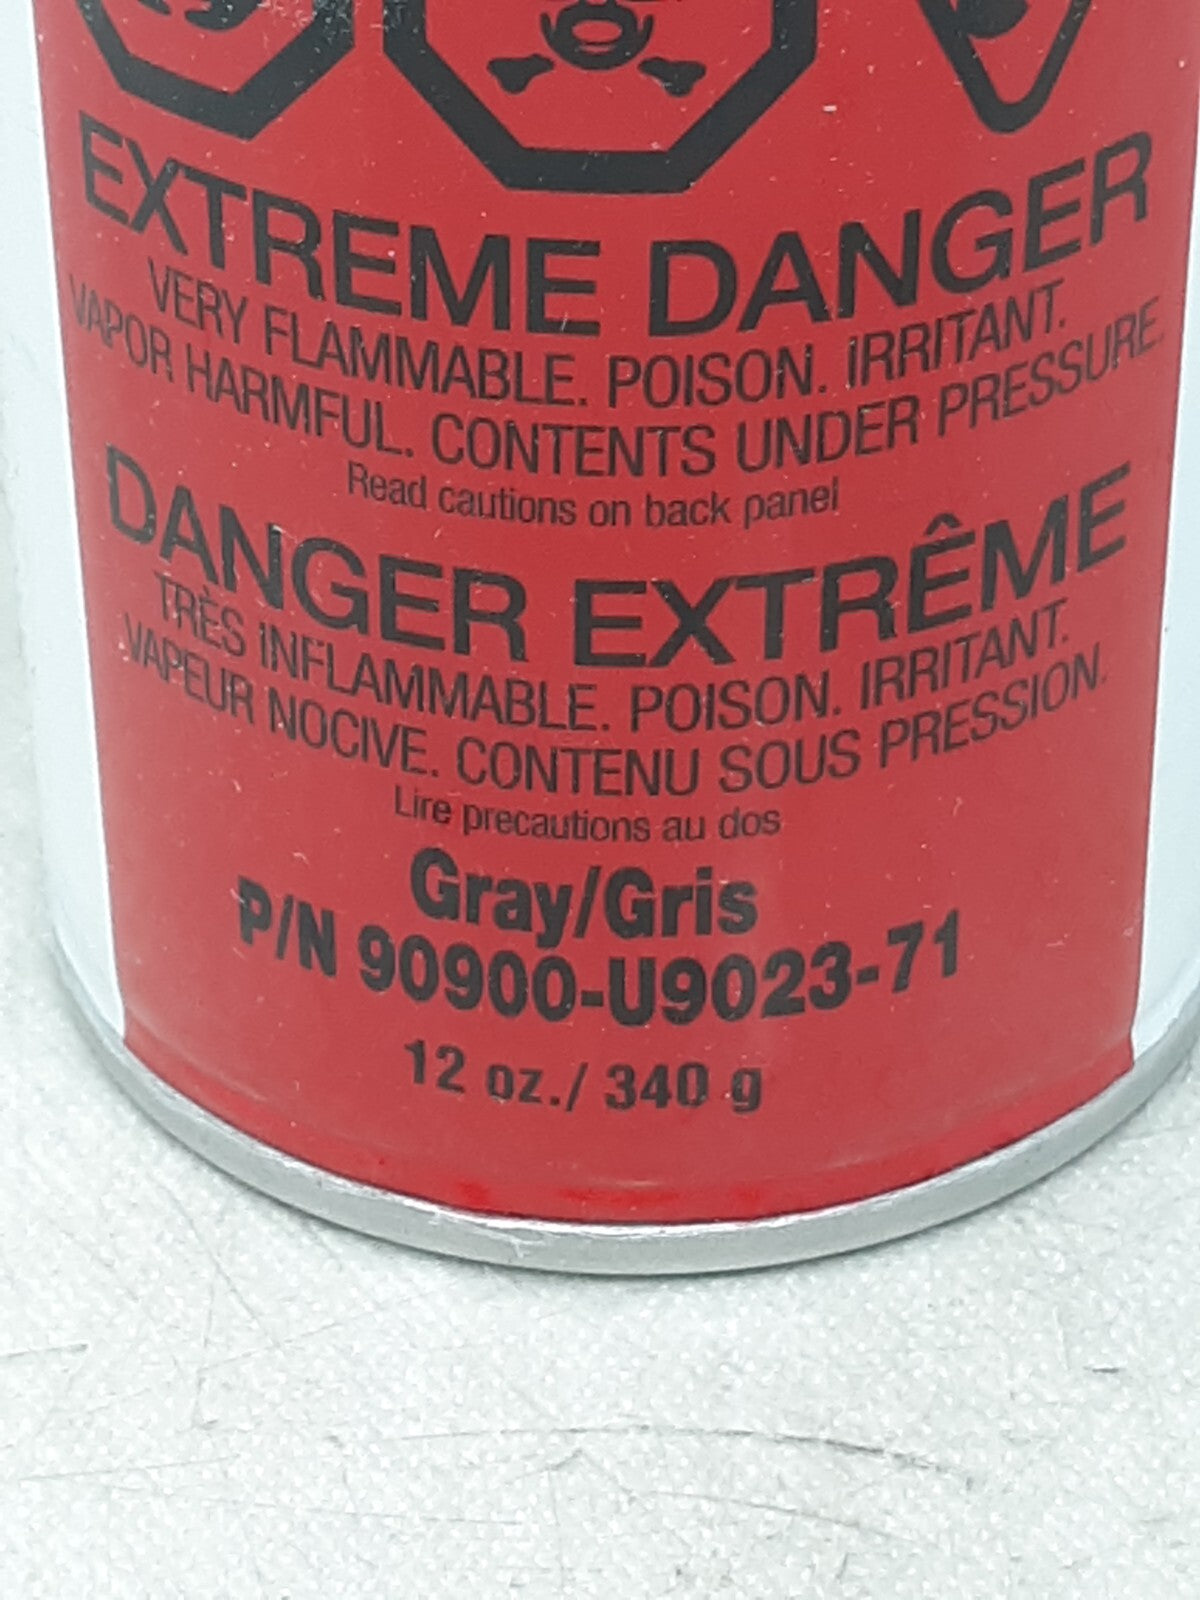 EXTREME DANGER
VERY FLAMMABLE. POISON. IRRITANT.
VAPOR HARMFUL. CONTENTS UNDER PRESSURE.
Read cautions on back panel
DANGER EXTRÊME
TRÈS INFLAMMABLE. POISON. IRRITANT.
VAPEUR NOCIVE. CONTENU SOUS PRESSION.
Lire precautions au dos
Gray/Gris
P/N 90900-U9023-71
12 oz./ 340 g